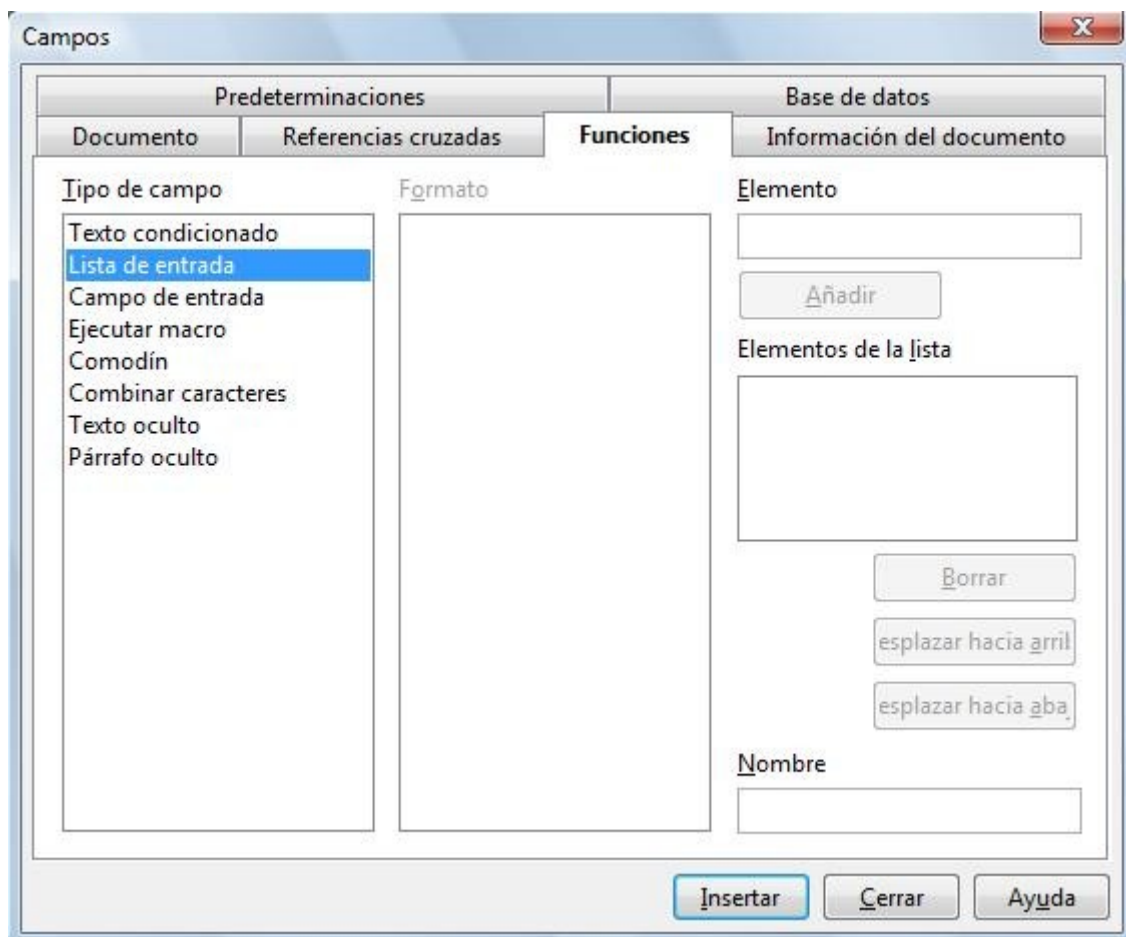 Campos
Predeterminaciones
Base de datos
Documento
Referencias cruzadas
Funciones
Información del documento
Tipo de campo
Texto condicionado
Lista de entrada
Campo de entrada
Ejecutar macro
Comodín
Combinar caracteres
Texto oculto
Párrafo oculto
Formato
Elemento
Añadir
Elementos de la lista
Borrar
esplazar hacia arril
esplazar hacia aba
Nombre
Insertar
Cerrar
Ayuda